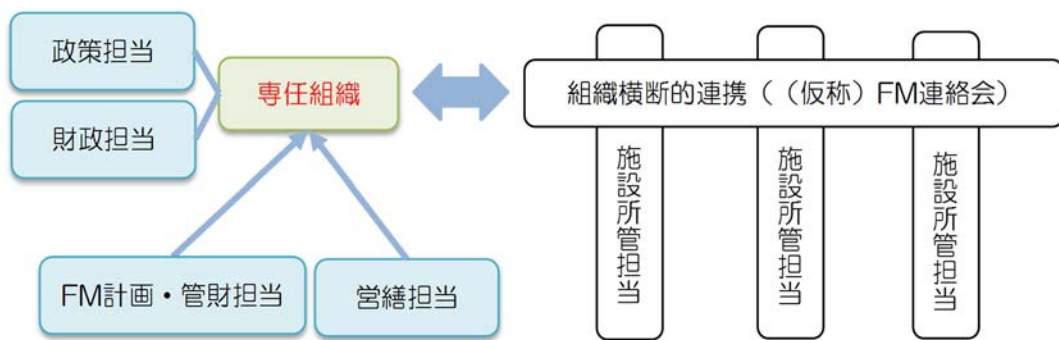 政策担当
財政担当
専任組織
組織横断的連携（（仮称）FM連絡会）
施設所管担当
施設所管担当
施設所管担当
FM計画・管財担当
営繕担当